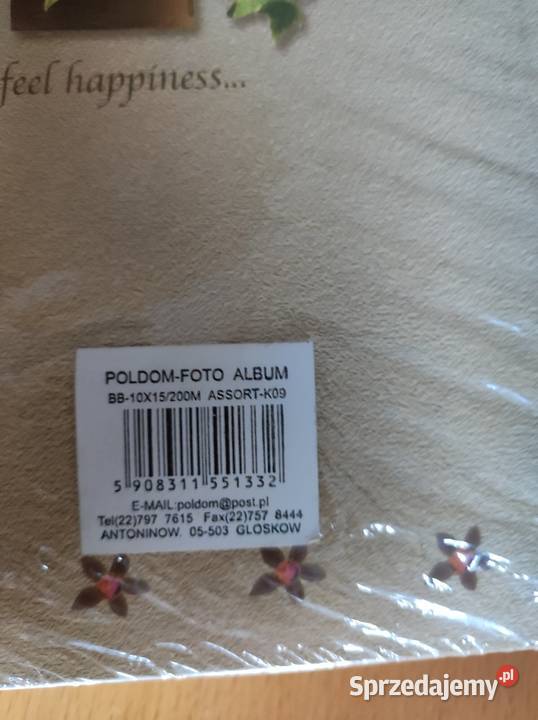 feel happiness...
POLDOM-FOTO ALBUM
BB-10X15/200M ASSORT-K09
5 908311 551332
E-MAIL:poldom@post.pl
Tel(22)797 7615 Fax(22)757 8444
ANTONINOW. 05-503 GLOSKOW
Sprzedajemy.pl